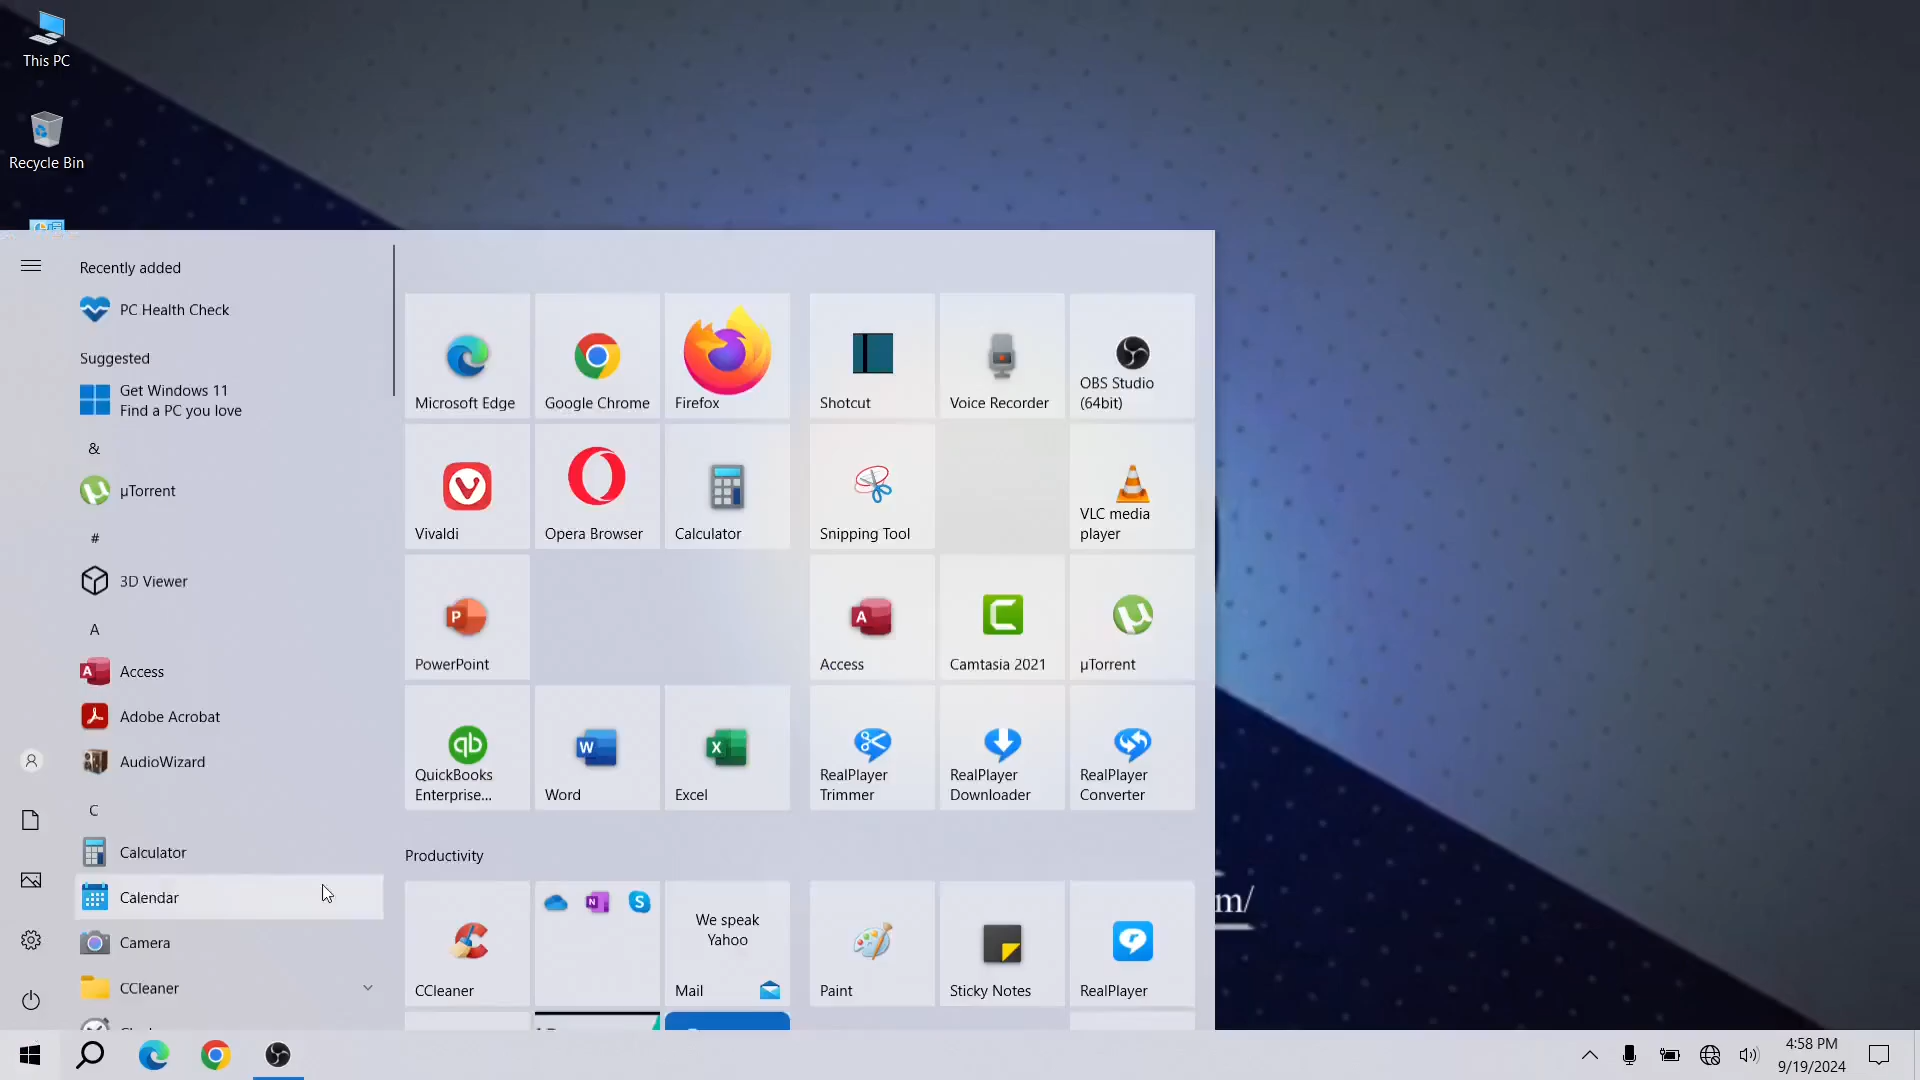 This PC
Recycle Bin
Recently added
PC Health Check
Suggested
Get Windows 11
Find a PC you love
&
µTorrent
#
3D Viewer
A
Access
Adobe Acrobat
AudioWizard
C
Calculator
Calendar
Camera
CCleaner
Microsoft Edge
Google Chrome
Firefox
Shotcut
Voice Recorder
OBS Studio
(64bit)
Vivaldi
Opera Browser
Calculator
Snipping Tool
VLC media
player
PowerPoint
Access
Camtasia 2021
µTorrent
QuickBooks
Enterprise...
Word
Excel
RealPlayer
Trimmer
RealPlayer
Downloader
RealPlayer
Converter
Productivity
CCleaner
We speak
Yahoo
Mail
Paint
Sticky Notes
RealPlayer
m/
4:58 PM
9/19/2024